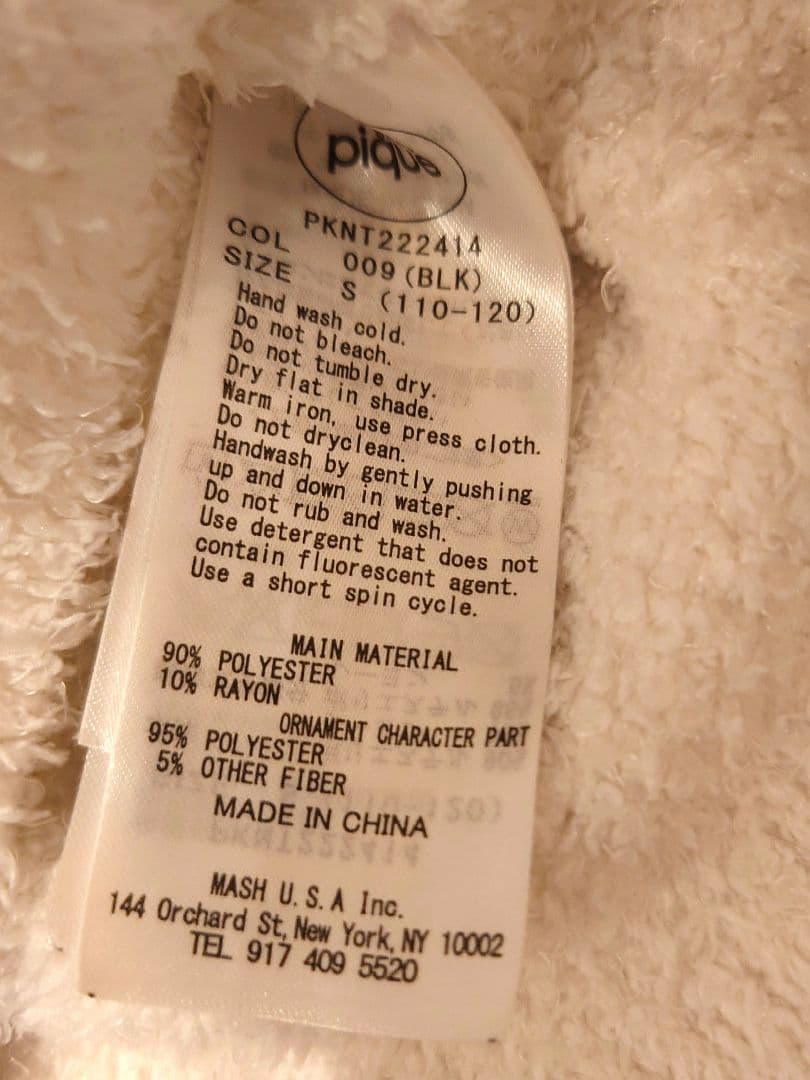 pique
PKNT222414
COL 009 (BLK)
SIZE S (110-120)
Hand wash cold.
Do not bleach.
Do not tumble dry.
Dry flat in shade.
Warm iron, use press cloth.
Do not dryclean.
Handwash by gently pushing
up and down in water.
Do not rub and wash.
Use detergent that does not
contain fluorescent agent.
Use a short spin cycle.
MAIN MATERIAL
90% POLYESTER
10% RAYON
ORNAMENT CHARACTER PART
95% POLYESTER
5% OTHER FIBER
MADE IN CHINA
MASH U.S.A Inc.
144 Orchard St, New York, NY 10002
TEL 917 409 5520